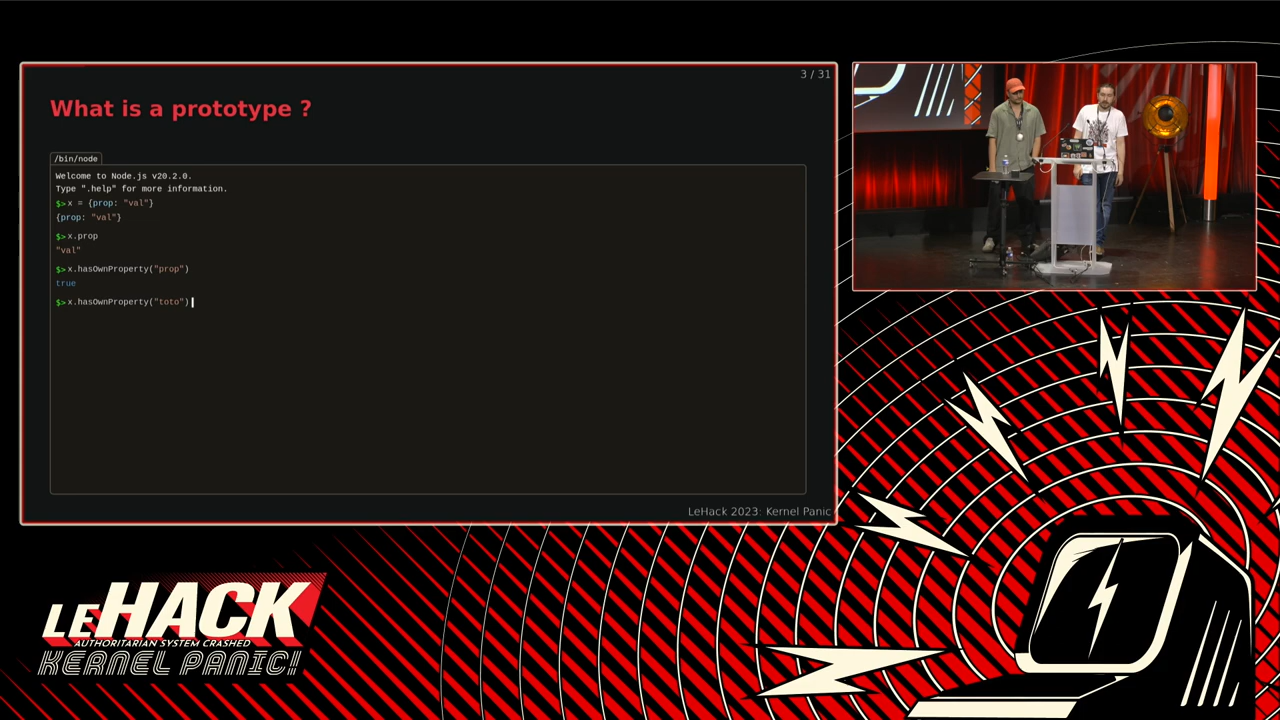 3 / 31
What is a prototype ?
/bin/node
Welcome to Node.js v20.2.0.
Type ".help" for more information.
$>x = {prop: "val"}
{prop: "val"}
$>x.prop
"val"
$>x.hasOwnProperty("prop")
true
$>x.hasOwnProperty("toto")
LeHack 2023: Kernel Panic
LEHACK
AUTHORITARIAN SYSTEM CRASHED
KERNEL PANIC!